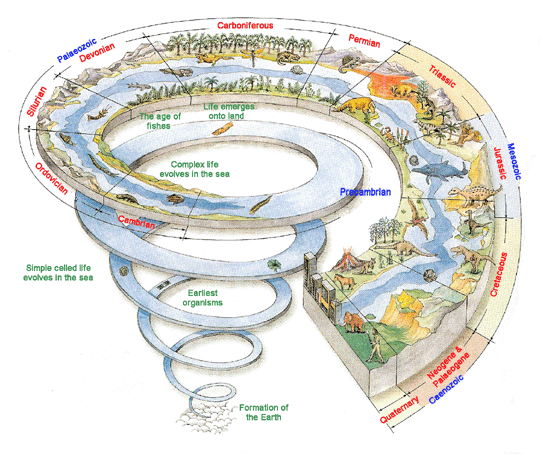 Carboniferous
Permian
Palaeozoic
Devonian
Triassic
Silturian
The age of
fishes
Life emerges
onto land
Mesozoic
Jurassic
Complex life
evolves in the sea
Ordovician
Precambrian
Cambrian
Simple celled life
evolves in the sea
Cretaceous
Earliest
organisms
Neogene &
Palaeogene
Caenozoic
Quaternary
Formation of
the Earth